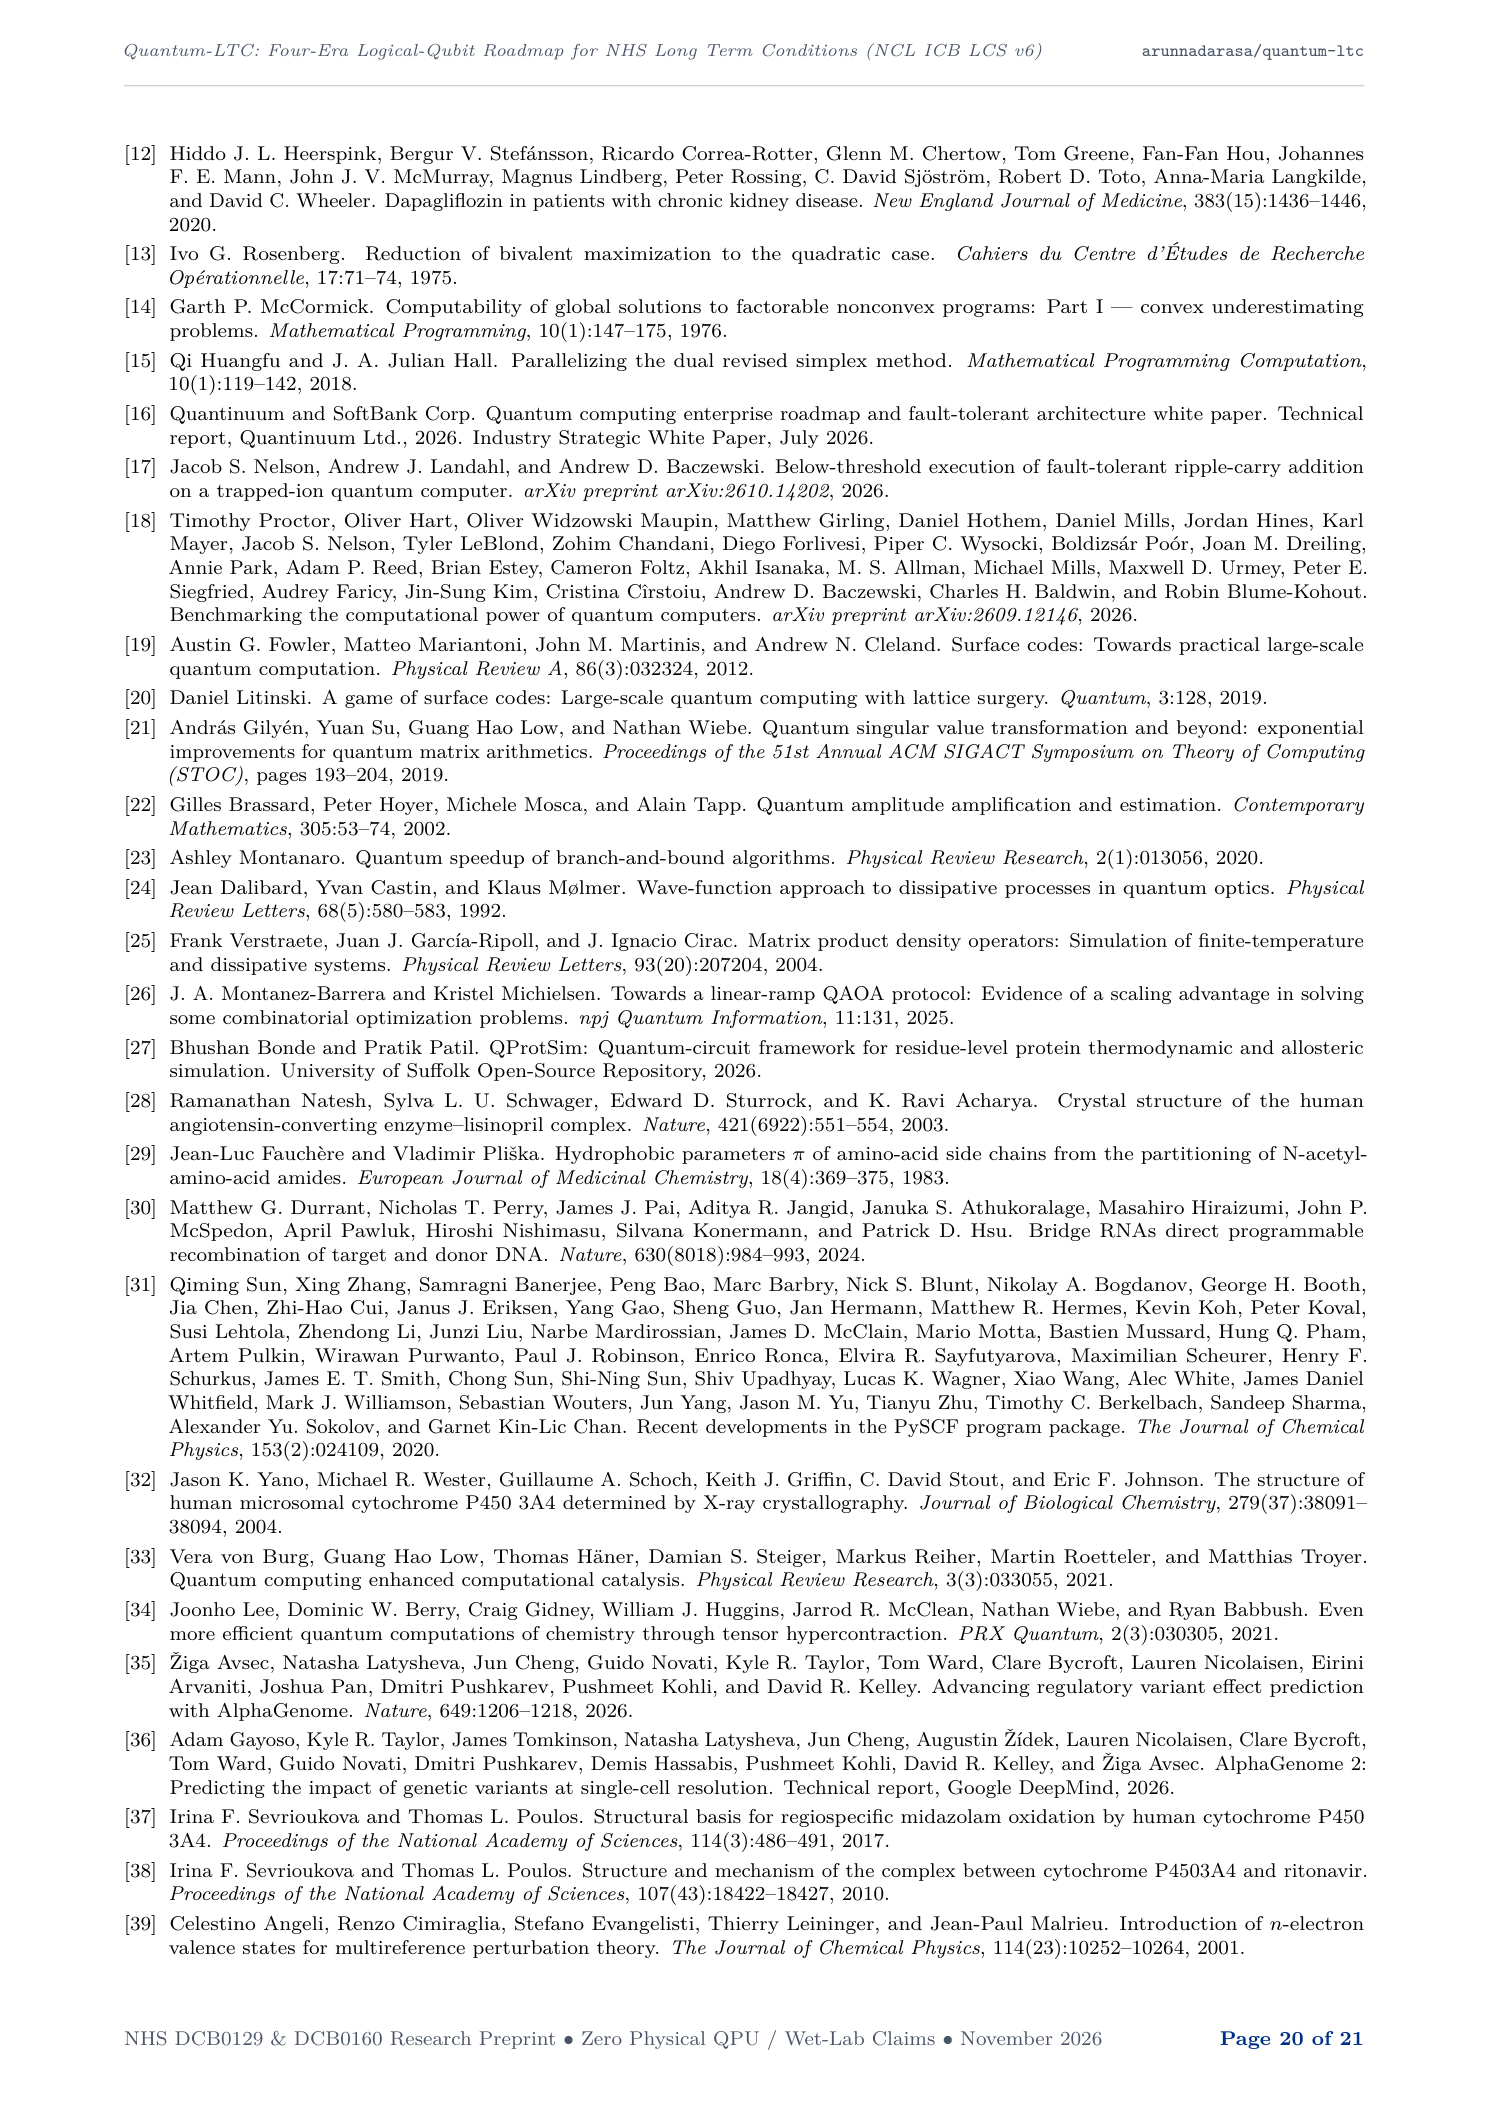 Quantum-LTC: Four-Era Logical-Qubit Roadmap for NHS Long Term Conditions (NCL ICB LCS v6)
arunnadarasa/quantum-ltc
[12] Hiddo J. L. Heerspink, Bergur V. Stefánsson, Ricardo Correa-Rotter, Glenn M. Chertow, Tom Greene, Fan-Fan Hou, Johannes
F. E. Mann, John J. V. McMurray, Magnus Lindberg, Peter Rossing, C. David Sjöström, Robert D. Toto, Anna-Maria Langkilde,
and David C. Wheeler. Dapagliflozin in patients with chronic kidney disease. New England Journal of Medicine, 383(15):1436–1446,
2020.
[13] Ivo G. Rosenberg. Reduction of bivalent maximization to the quadratic case. Cahiers du Centre d'Études de Recherche
Opérationnelle, 17:71–74, 1975.
[14] Garth P. McCormick. Computability of global solutions to factorable nonconvex programs: Part I — convex underestimating
problems. Mathematical Programming, 10(1):147–175, 1976.
[15] Qi Huangfu and J. A. Julian Hall. Parallelizing the dual revised simplex method. Mathematical Programming Computation,
10(1):119–142, 2018.
[16] Quantinuum and SoftBank Corp. Quantum computing enterprise roadmap and fault-tolerant architecture white paper. Technical
report, Quantinuum Ltd., 2026. Industry Strategic White Paper, July 2026.
[17] Jacob S. Nelson, Andrew J. Landahl, and Andrew D. Baczewski. Below-threshold execution of fault-tolerant ripple-carry addition
on a trapped-ion quantum computer. arXiv preprint arXiv:2610.14202, 2026.
[18] Timothy Proctor, Oliver Hart, Oliver Widzowski Maupin, Matthew Girling, Daniel Hothem, Daniel Mills, Jordan Hines, Karl
Mayer, Jacob S. Nelson, Tyler LeBlond, Zohim Chandani, Diego Forlivesi, Piper C. Wysocki, Boldizsár Poór, Joan M. Dreiling,
Annie Park, Adam P. Reed, Brian Estey, Cameron Foltz, Akhil Isanaka, M. S. Allman, Michael Mills, Maxwell D. Urmey, Peter E.
Siegfried, Audrey Faricy, Jin-Sung Kim, Cristina Cîrstoiu, Andrew D. Baczewski, Charles H. Baldwin, and Robin Blume-Kohout.
Benchmarking the computational power of quantum computers. arXiv preprint arXiv:2609.12146, 2026.
[19] Austin G. Fowler, Matteo Mariantoni, John M. Martinis, and Andrew N. Cleland. Surface codes: Towards practical large-scale
quantum computation. Physical Review A, 86(3):032324, 2012.
[20] Daniel Litinski. A game of surface codes: Large-scale quantum computing with lattice surgery. Quantum, 3:128, 2019.
[21] András Gilyén, Yuan Su, Guang Hao Low, and Nathan Wiebe. Quantum singular value transformation and beyond: exponential
improvements for quantum matrix arithmetics. Proceedings of the 51st Annual ACM SIGACT Symposium on Theory of Computing
(STOC), pages 193–204, 2019.
[22] Gilles Brassard, Peter Hoyer, Michele Mosca, and Alain Tapp. Quantum amplitude amplification and estimation. Contemporary
Mathematics, 305:53–74, 2002.
[23] Ashley Montanaro. Quantum speedup of branch-and-bound algorithms. Physical Review Research, 2(1):013056, 2020.
[24] Jean Dalibard, Yvan Castin, and Klaus Mølmer. Wave-function approach to dissipative processes in quantum optics. Physical
Review Letters, 68(5):580–583, 1992.
[25] Frank Verstraete, Juan J. García-Ripoll, and J. Ignacio Cirac. Matrix product density operators: Simulation of finite-temperature
and dissipative systems. Physical Review Letters, 93(20):207204, 2004.
[26] J. A. Montanez-Barrera and Kristel Michielsen. Towards a linear-ramp QAOA protocol: Evidence of a scaling advantage in solving
some combinatorial optimization problems. npj Quantum Information, 11:131, 2025.
[27] Bhushan Bonde and Pratik Patil. QProtSim: Quantum-circuit framework for residue-level protein thermodynamic and allosteric
simulation. University of Suffolk Open-Source Repository, 2026.
[28] Ramanathan Natesh, Sylva L. U. Schwager, Edward D. Sturrock, and K. Ravi Acharya. Crystal structure of the human
angiotensin-converting enzyme–lisinopril complex. Nature, 421(6922):551–554, 2003.
[29] Jean-Luc Fauchère and Vladimir Pliška. Hydrophobic parameters π of amino-acid side chains from the partitioning of N-acetyl-
amino-acid amides. European Journal of Medicinal Chemistry, 18(4):369–375, 1983.
[30] Matthew G. Durrant, Nicholas T. Perry, James J. Pai, Aditya R. Jangid, Januka S. Athukoralage, Masahiro Hiraizumi, John P.
McSpedon, April Pawluk, Hiroshi Nishimasu, Silvana Konermann, and Patrick D. Hsu. Bridge RNAs direct programmable
recombination of target and donor DNA. Nature, 630(8018):984–993, 2024.
[31] Qiming Sun, Xing Zhang, Samragni Banerjee, Peng Bao, Marc Barbry, Nick S. Blunt, Nikolay A. Bogdanov, George H. Booth,
Jia Chen, Zhi-Hao Cui, Janus J. Eriksen, Yang Gao, Sheng Guo, Jan Hermann, Matthew R. Hermes, Kevin Koh, Peter Koval,
Susi Lehtola, Zhendong Li, Junzi Liu, Narbe Mardirossian, James D. McClain, Mario Motta, Bastien Mussard, Hung Q. Pham,
Artem Pulkin, Wirawan Purwanto, Paul J. Robinson, Enrico Ronca, Elvira R. Sayfutyarova, Maximilian Scheurer, Henry F.
Schurkus, James E. T. Smith, Chong Sun, Shi-Ning Sun, Shiv Upadhyay, Lucas K. Wagner, Xiao Wang, Alec White, James Daniel
Whitfield, Mark J. Williamson, Sebastian Wouters, Jun Yang, Jason M. Yu, Tianyu Zhu, Timothy C. Berkelbach, Sandeep Sharma,
Alexander Yu. Sokolov, and Garnet Kin-Lic Chan. Recent developments in the PySCF program package. The Journal of Chemical
Physics, 153(2):024109, 2020.
[32] Jason K. Yano, Michael R. Wester, Guillaume A. Schoch, Keith J. Griffin, C. David Stout, and Eric F. Johnson. The structure of
human microsomal cytochrome P450 3A4 determined by X-ray crystallography. Journal of Biological Chemistry, 279(37):38091–
38094, 2004.
[33] Vera von Burg, Guang Hao Low, Thomas Häner, Damian S. Steiger, Markus Reiher, Martin Roetteler, and Matthias Troyer.
Quantum computing enhanced computational catalysis. Physical Review Research, 3(3):033055, 2021.
[34] Joonho Lee, Dominic W. Berry, Craig Gidney, William J. Huggins, Jarrod R. McClean, Nathan Wiebe, and Ryan Babbush. Even
more efficient quantum computations of chemistry through tensor hypercontraction. PRX Quantum, 2(3):030305, 2021.
[35] Žiga Avsec, Natasha Latysheva, Jun Cheng, Guido Novati, Kyle R. Taylor, Tom Ward, Clare Bycroft, Lauren Nicolaisen, Eirini
Arvaniti, Joshua Pan, Dmitri Pushkarev, Pushmeet Kohli, and David R. Kelley. Advancing regulatory variant effect prediction
with AlphaGenome. Nature, 649:1206–1218, 2026.
[36] Adam Gayoso, Kyle R. Taylor, James Tomkinson, Natasha Latysheva, Jun Cheng, Augustin Žídek, Lauren Nicolaisen, Clare Bycroft,
Tom Ward, Guido Novati, Dmitri Pushkarev, Demis Hassabis, Pushmeet Kohli, David R. Kelley, and Žiga Avsec. AlphaGenome 2:
Predicting the impact of genetic variants at single-cell resolution. Technical report, Google DeepMind, 2026.
[37] Irina F. Sevrioukova and Thomas L. Poulos. Structural basis for regiospecific midazolam oxidation by human cytochrome P450
3A4. Proceedings of the National Academy of Sciences, 114(3):486–491, 2017.
[38] Irina F. Sevrioukova and Thomas L. Poulos. Structure and mechanism of the complex between cytochrome P4503A4 and ritonavir.
Proceedings of the National Academy of Sciences, 107(43):18422–18427, 2010.
[39] Celestino Angeli, Renzo Cimiraglia, Stefano Evangelisti, Thierry Leininger, and Jean-Paul Malrieu. Introduction of n-electron
valence states for multireference perturbation theory. The Journal of Chemical Physics, 114(23):10252–10264, 2001.
NHS DCB0129 & DCB0160 Research Preprint • Zero Physical QPU / Wet-Lab Claims • November 2026
Page 20 of 21